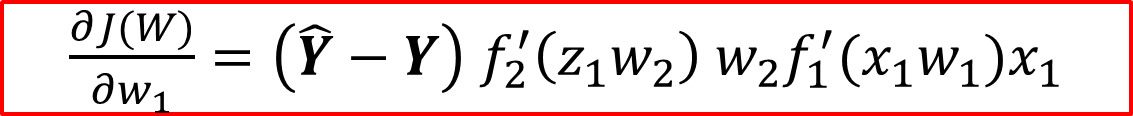 ∂J(W)/∂w₁ = (Ŷ − Y) f₂′(z₁w₂) w₂f₁′(x₁w₁)x₁